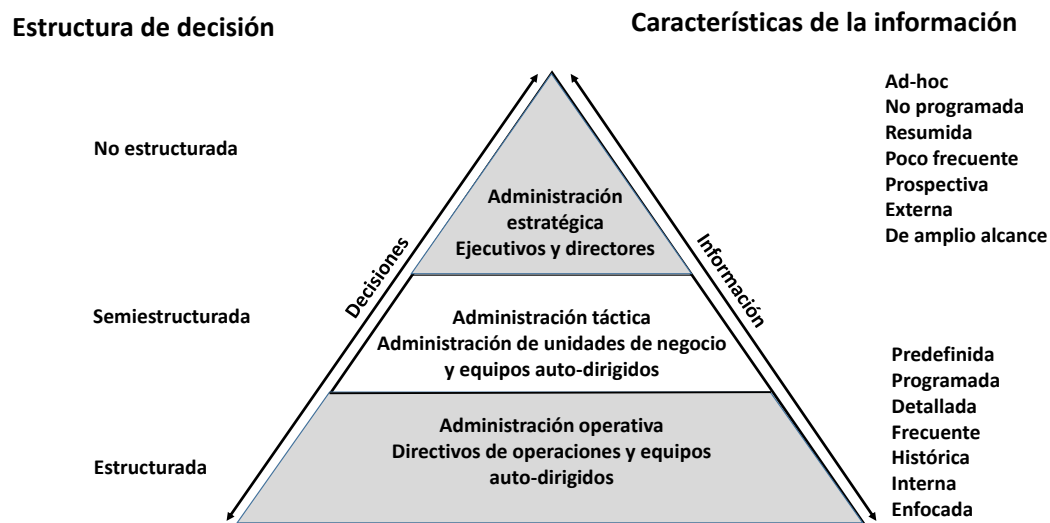 Estructura de decisión
Características de la información
No estructurada
Semiestructurada
Estructurada
Decisiones
Administración
estratégica
Ejecutivos y directores
Administración táctica
Administración de unidades de negocio
y equipos auto-dirigidos
Administración operativa
Directivos de operaciones y equipos
auto-dirigidos
Información
Ad-hoc
No programada
Resumida
Poco frecuente
Prospectiva
Externa
De amplio alcance
Predefinida
Programada
Detallada
Frecuente
Histórica
Interna
Enfocada